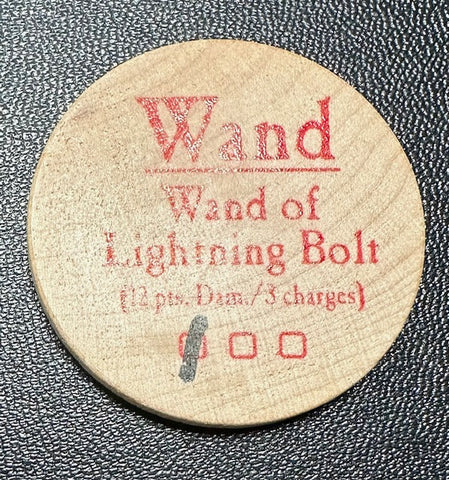 Wand
Wand of
Lightning Bolt
(12 pts. Dam./3 charges)